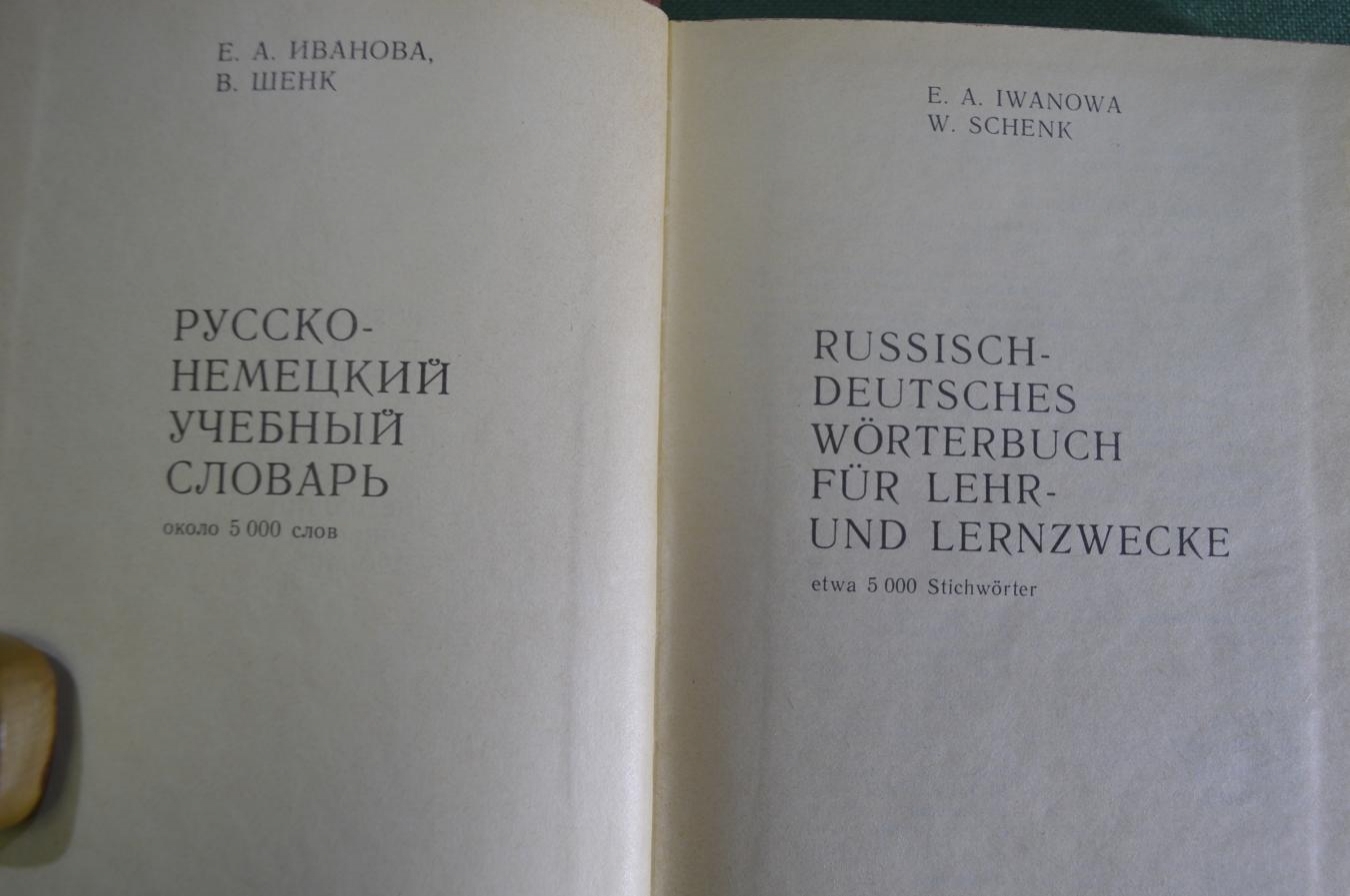 Е. А. ИВАНОВА,
В. ШЕНК
РУССКО-
НЕМЕЦКИЙ
УЧЕБНЫЙ
СЛОВАРЬ
около 5 000 слов
E. A. IWANOWA
W. SCHENK
RUSSISCH-
DEUTSCHES
WÖRTERBUCH
FÜR LEHR-
UND LERNZWECKE
etwa 5 000 Stichwörter